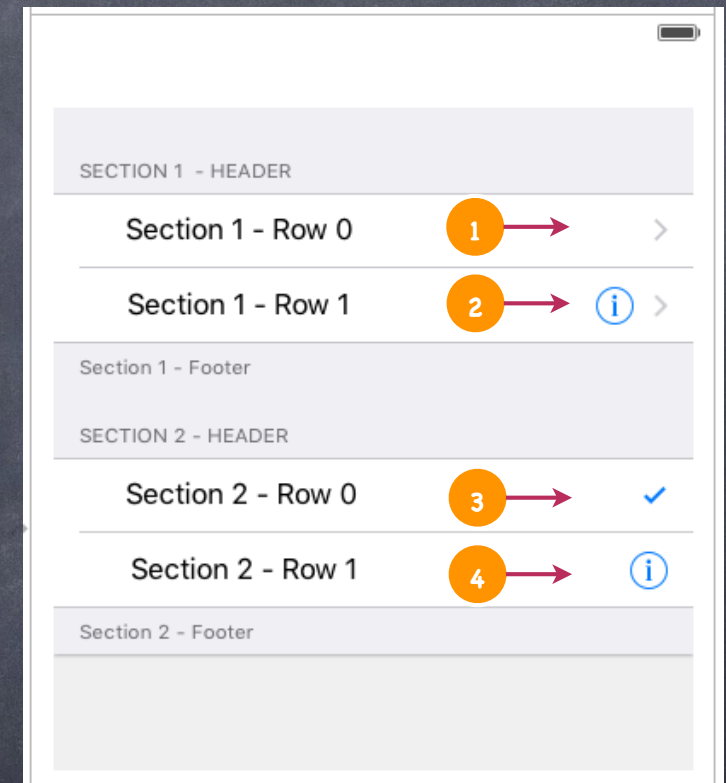 SECTION 1 - HEADER
Section 1 - Row 0 1
Section 1 - Row 1 2 i
Section 1 - Footer
SECTION 2 - HEADER
Section 2 - Row 0 3
Section 2 - Row 1 4 i
Section 2 - Footer